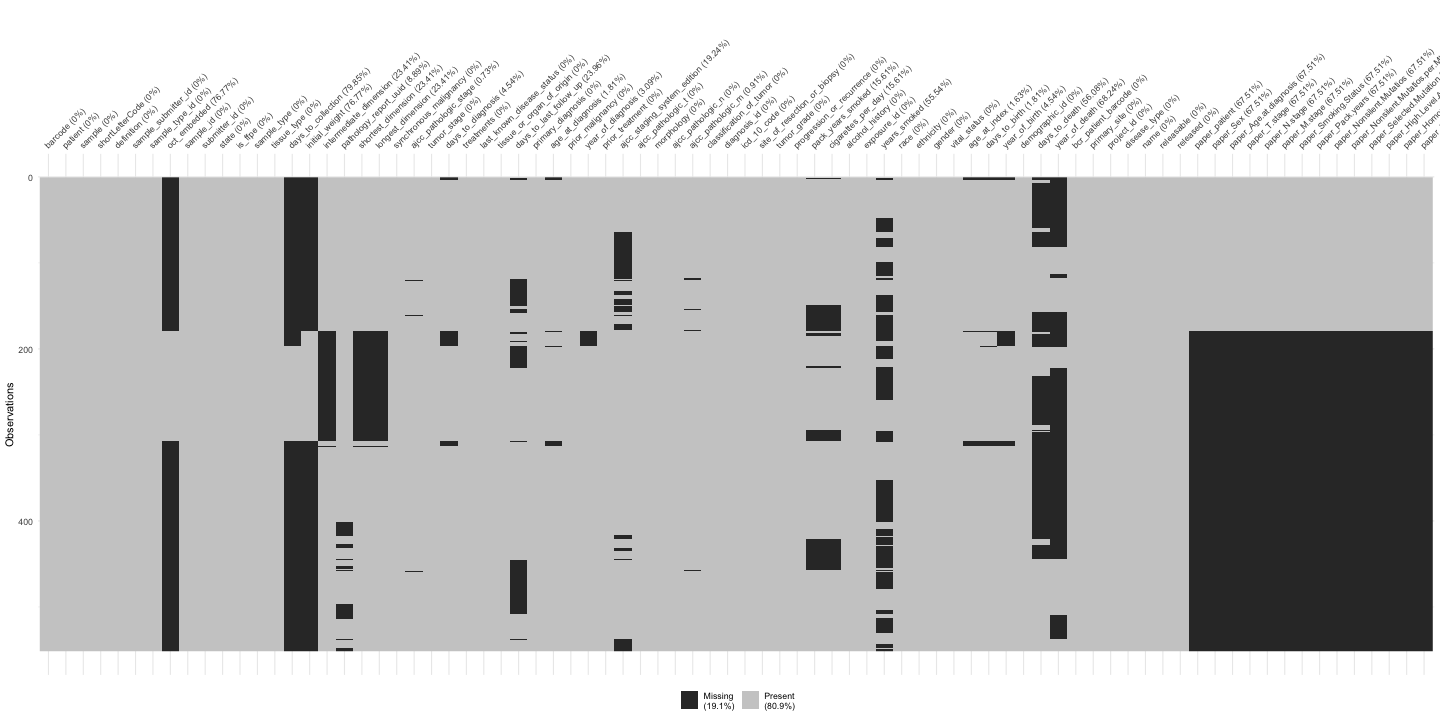 barcode (0%)
patient (0%)
sample (0%)
shortLetterCode (0%)
definition (0%)
sample_submitter_id (0%)
sample_type_id (0%)
oct_embedded (76.77%)
sample_id (0%)
submitter_id (0%)
state (0%)
is_ffpe (0%)
sample_type (0%)
tissue_type (0%)
days_to_collection (79.85%)
initial_weight (76.77%)
intermediate_dimension (23.41%)
pathology_report_uuid (8.89%)
shortest_dimension (23.41%)
longest_dimension (23.41%)
synchronous_malignancy (0%)
ajcc_pathologic_stage (0.73%)
tumor_stage (0%)
days_to_diagnosis (4.54%)
treatments (0%)
last_known_disease_status (0%)
tissue_or_organ_of_origin (0%)
days_to_last_follow_up (23.96%)
primary_diagnosis (0%)
age_at_diagnosis (1.81%)
prior_malignancy (0%)
year_of_diagnosis (3.09%)
prior_treatment (0%)
ajcc_staging_system_edition (19.24%)
ajcc_pathologic_t (0%)
morphology (0%)
ajcc_pathologic_n (0%)
ajcc_pathologic_m (0.91%)
classification_of_tumor (0%)
diagnosis_id (0%)
icd_10_code (0%)
site_of_resection_or_biopsy (0%)
tumor_grade (0%)
progression_or_recurrence (0%)
pack_years_smoked (15.61%)
cigarettes_per_day (15.61%)
alcohol_history (0%)
exposure_id (0%)
years_smoked (55.54%)
race (0%)
ethnicity (0%)
gender (0%)
vital_status (0%)
age_at_index (1.63%)
days_to_birth (1.81%)
year_of_birth (4.54%)
demographic_id (0%)
days_to_death (56.08%)
year_of_death (68.24%)
bcr_patient_barcode (0%)
primary_site (0%)
project_id (0%)
disease_type (0%)
name (0%)
releasable (0%)
released (0%)
paper_patient (67.51%)
paper_Sex (67.51%)
paper_Age.at.diagnosis (67.51%)
paper_T.stage (67.51%)
paper_N.stage (67.51%)
paper_M.stage (67.51%)
paper_Smoking.Status (67.51%)
paper_Pack.years (67.51%)
paper_Nonsilent.Mutations (67.51%)
paper_Nonsilent.Mutations.per.M
paper_Selected.Mutation
paper_High.Level.
paper_Homo
paper
0
200
400
Observations
Missing
(19.1%)
Present
(80.9%)